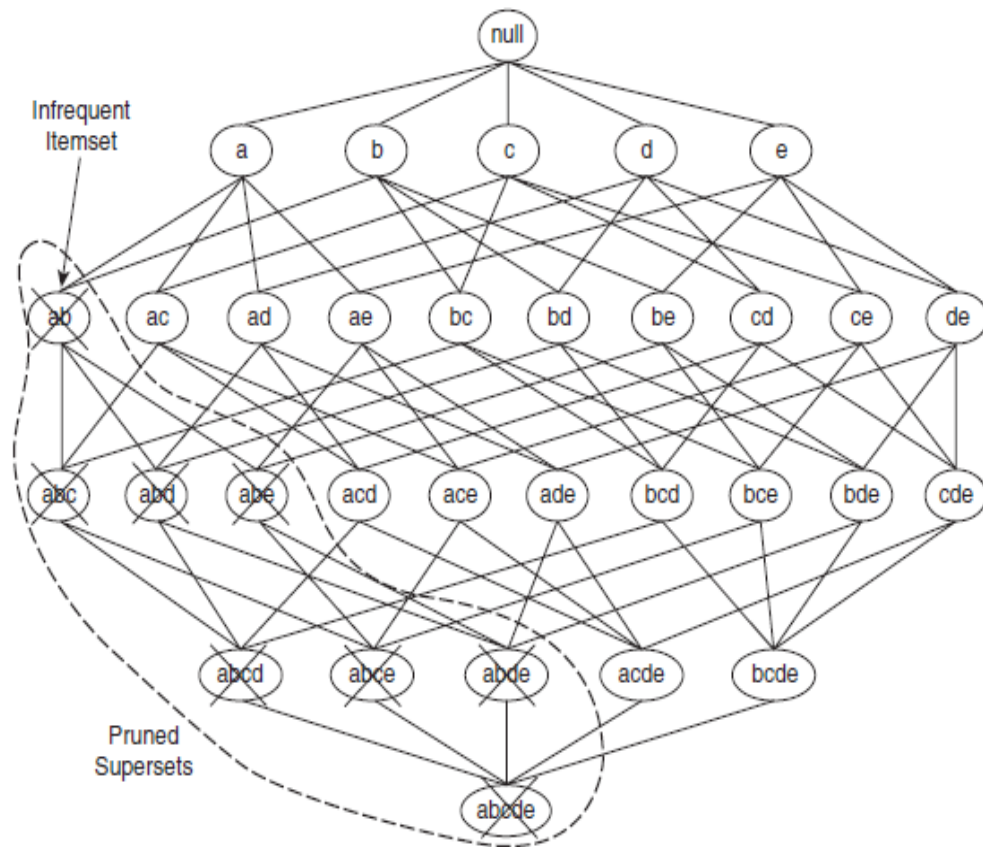 null
Infrequent
Itemset
a b c d e
ab ac ad ae bc bd be cd ce de
abc abd abe acd ace ade bcd bce bde cde
abcd abce abde acde bcde
Pruned
Supersets
abcde